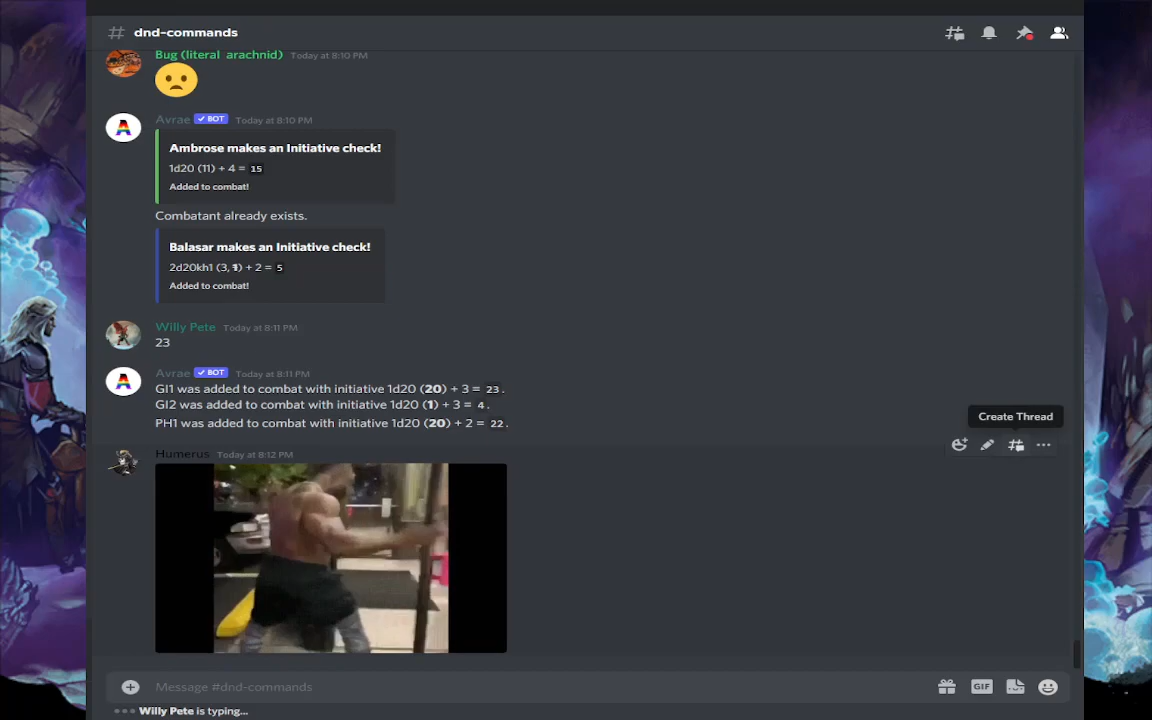 dnd-commands
Bug (literal arachnid) Today at 8:10 PM
Avrae BOT Today at 8:10 PM
Ambrose makes an Initiative check!
1d20 (11) + 4 = 15
Added to combat!
Combatant already exists.
Balasar makes an Initiative check!
2d20kh1 (3, 1) + 2 = 5
Added to combat!
Willy Pete Today at 8:11 PM
23
Avrae BOT Today at 8:11 PM
GI1 was added to combat with initiative 1d20 (20) + 3 = 23.
GI2 was added to combat with initiative 1d20 (1) + 3 = 4.
PH1 was added to combat with initiative 1d20 (20) + 2 = 22.
Create Thread
Humerus Today at 8:12 PM
Message #dnd-commands
GIF
Willy Pete is typing...